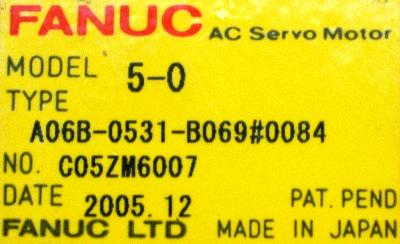 FANUC AC Servo Motor
MODEL 5-0
TYPE
A06B-0531-B069#0084
NO. C05ZM6007
DATE 2005.12 PAT. PEND
FANUC LTD MADE IN JAPAN